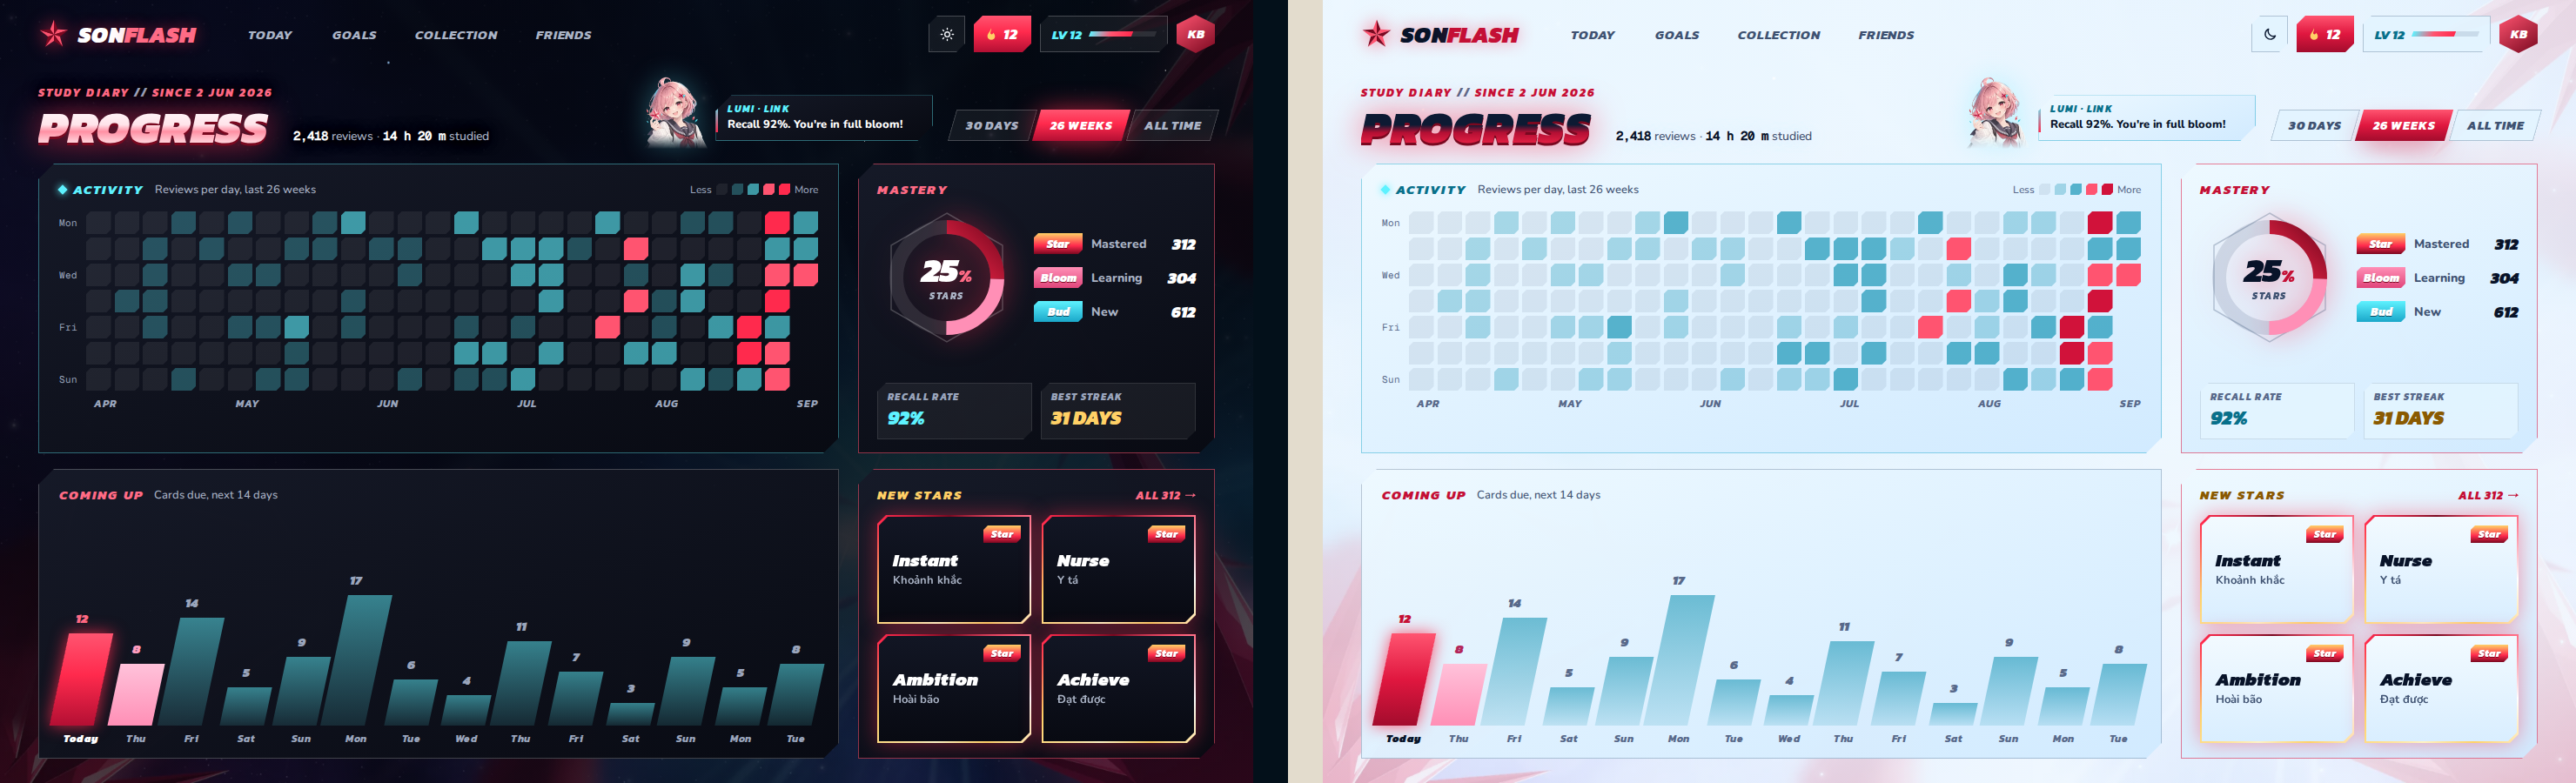 SONFLASH TODAY GOALS COLLECTION FRIENDS 12 LV 12 KB
STUDY DIARY // SINCE 2 JUN 2026
PROGRESS 2,418 reviews · 14 h 20 m studied
LUMI · LINK
Recall 92%. You're in full bloom!
30 DAYS 26 WEEKS ALL TIME
ACTIVITY Reviews per day, last 26 weeks Less More
Mon
Wed
Fri
Sun
APR MAY JUN JUL AUG SEP
MASTERY
25%
STARS
Star Mastered 312
Bloom Learning 304
Bud New 612
RECALL RATE
92%
BEST STREAK
31 DAYS
COMING UP Cards due, next 14 days
12 8 14 5 9 17 6 4 11 7 3 9 5 8
Today Thu Fri Sat Sun Mon Tue Wed Thu Fri Sat Sun Mon Tue
NEW STARS ALL 312 →
Star
Instant
Khoảnh khắc
Star
Nurse
Y tá
Star
Ambition
Hoài bão
Star
Achieve
Đạt được
SONFLASH TODAY GOALS COLLECTION FRIENDS 12 LV 12 KB
STUDY DIARY // SINCE 2 JUN 2026
PROGRESS 2,418 reviews · 14 h 20 m studied
LUMI · LINK
Recall 92%. You're in full bloom!
30 DAYS 26 WEEKS ALL TIME
ACTIVITY Reviews per day, last 26 weeks Less More
Mon
Wed
Fri
Sun
APR MAY JUN JUL AUG SEP
MASTERY
25%
STARS
Star Mastered 312
Bloom Learning 304
Bud New 612
RECALL RATE
92%
BEST STREAK
31 DAYS
COMING UP Cards due, next 14 days
12 8 14 5 9 17 6 4 11 7 3 9 5 8
Today Thu Fri Sat Sun Mon Tue Wed Thu Fri Sat Sun Mon Tue
NEW STARS ALL 312 →
Star
Instant
Khoảnh khắc
Star
Nurse
Y tá
Star
Ambition
Hoài bão
Star
Achieve
Đạt được